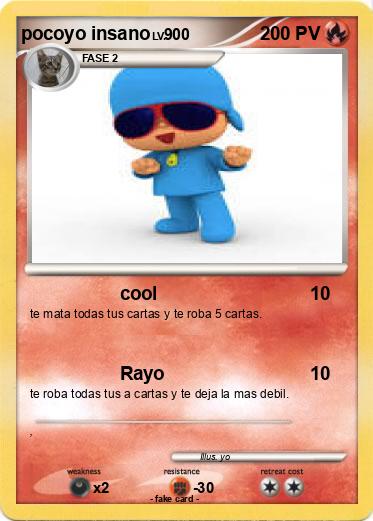 pocoyo insano LV.900 200 PV
FASE 2
cool 10
te mata todas tus cartas y te roba 5 cartas.
Rayo 10
te roba todas tus a cartas y te deja la mas debil.
,
Illus. yo
weakness resistance retreat cost
x2 -30
- fake card -